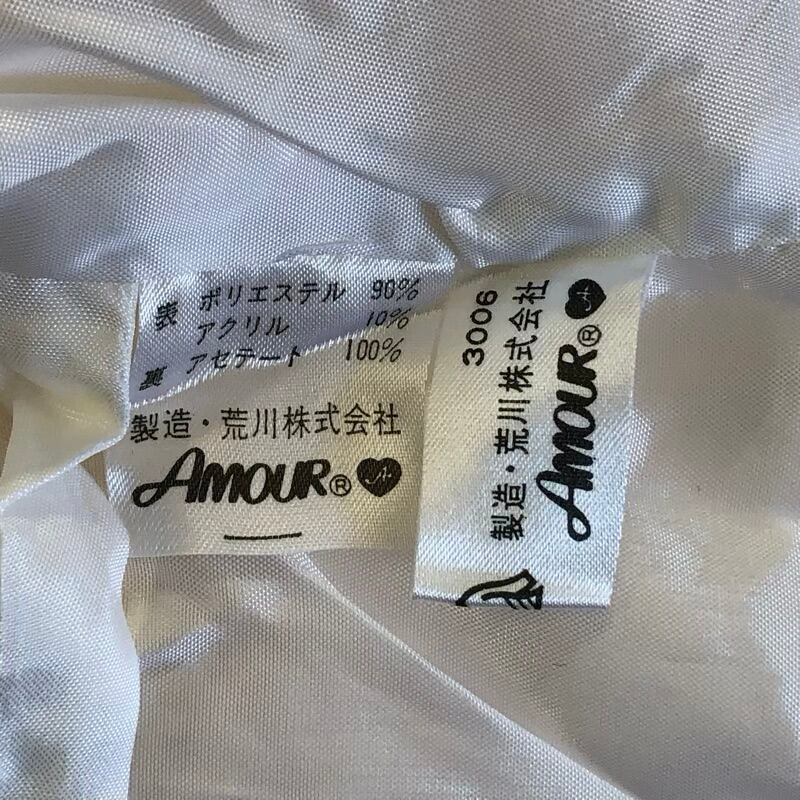 表 ポリエステル 90%
アクリル 10%
裏 アセテート 100%
製造・荒川株式会社
AMOUR®
3006
製造・荒川株式会社
AMOUR®